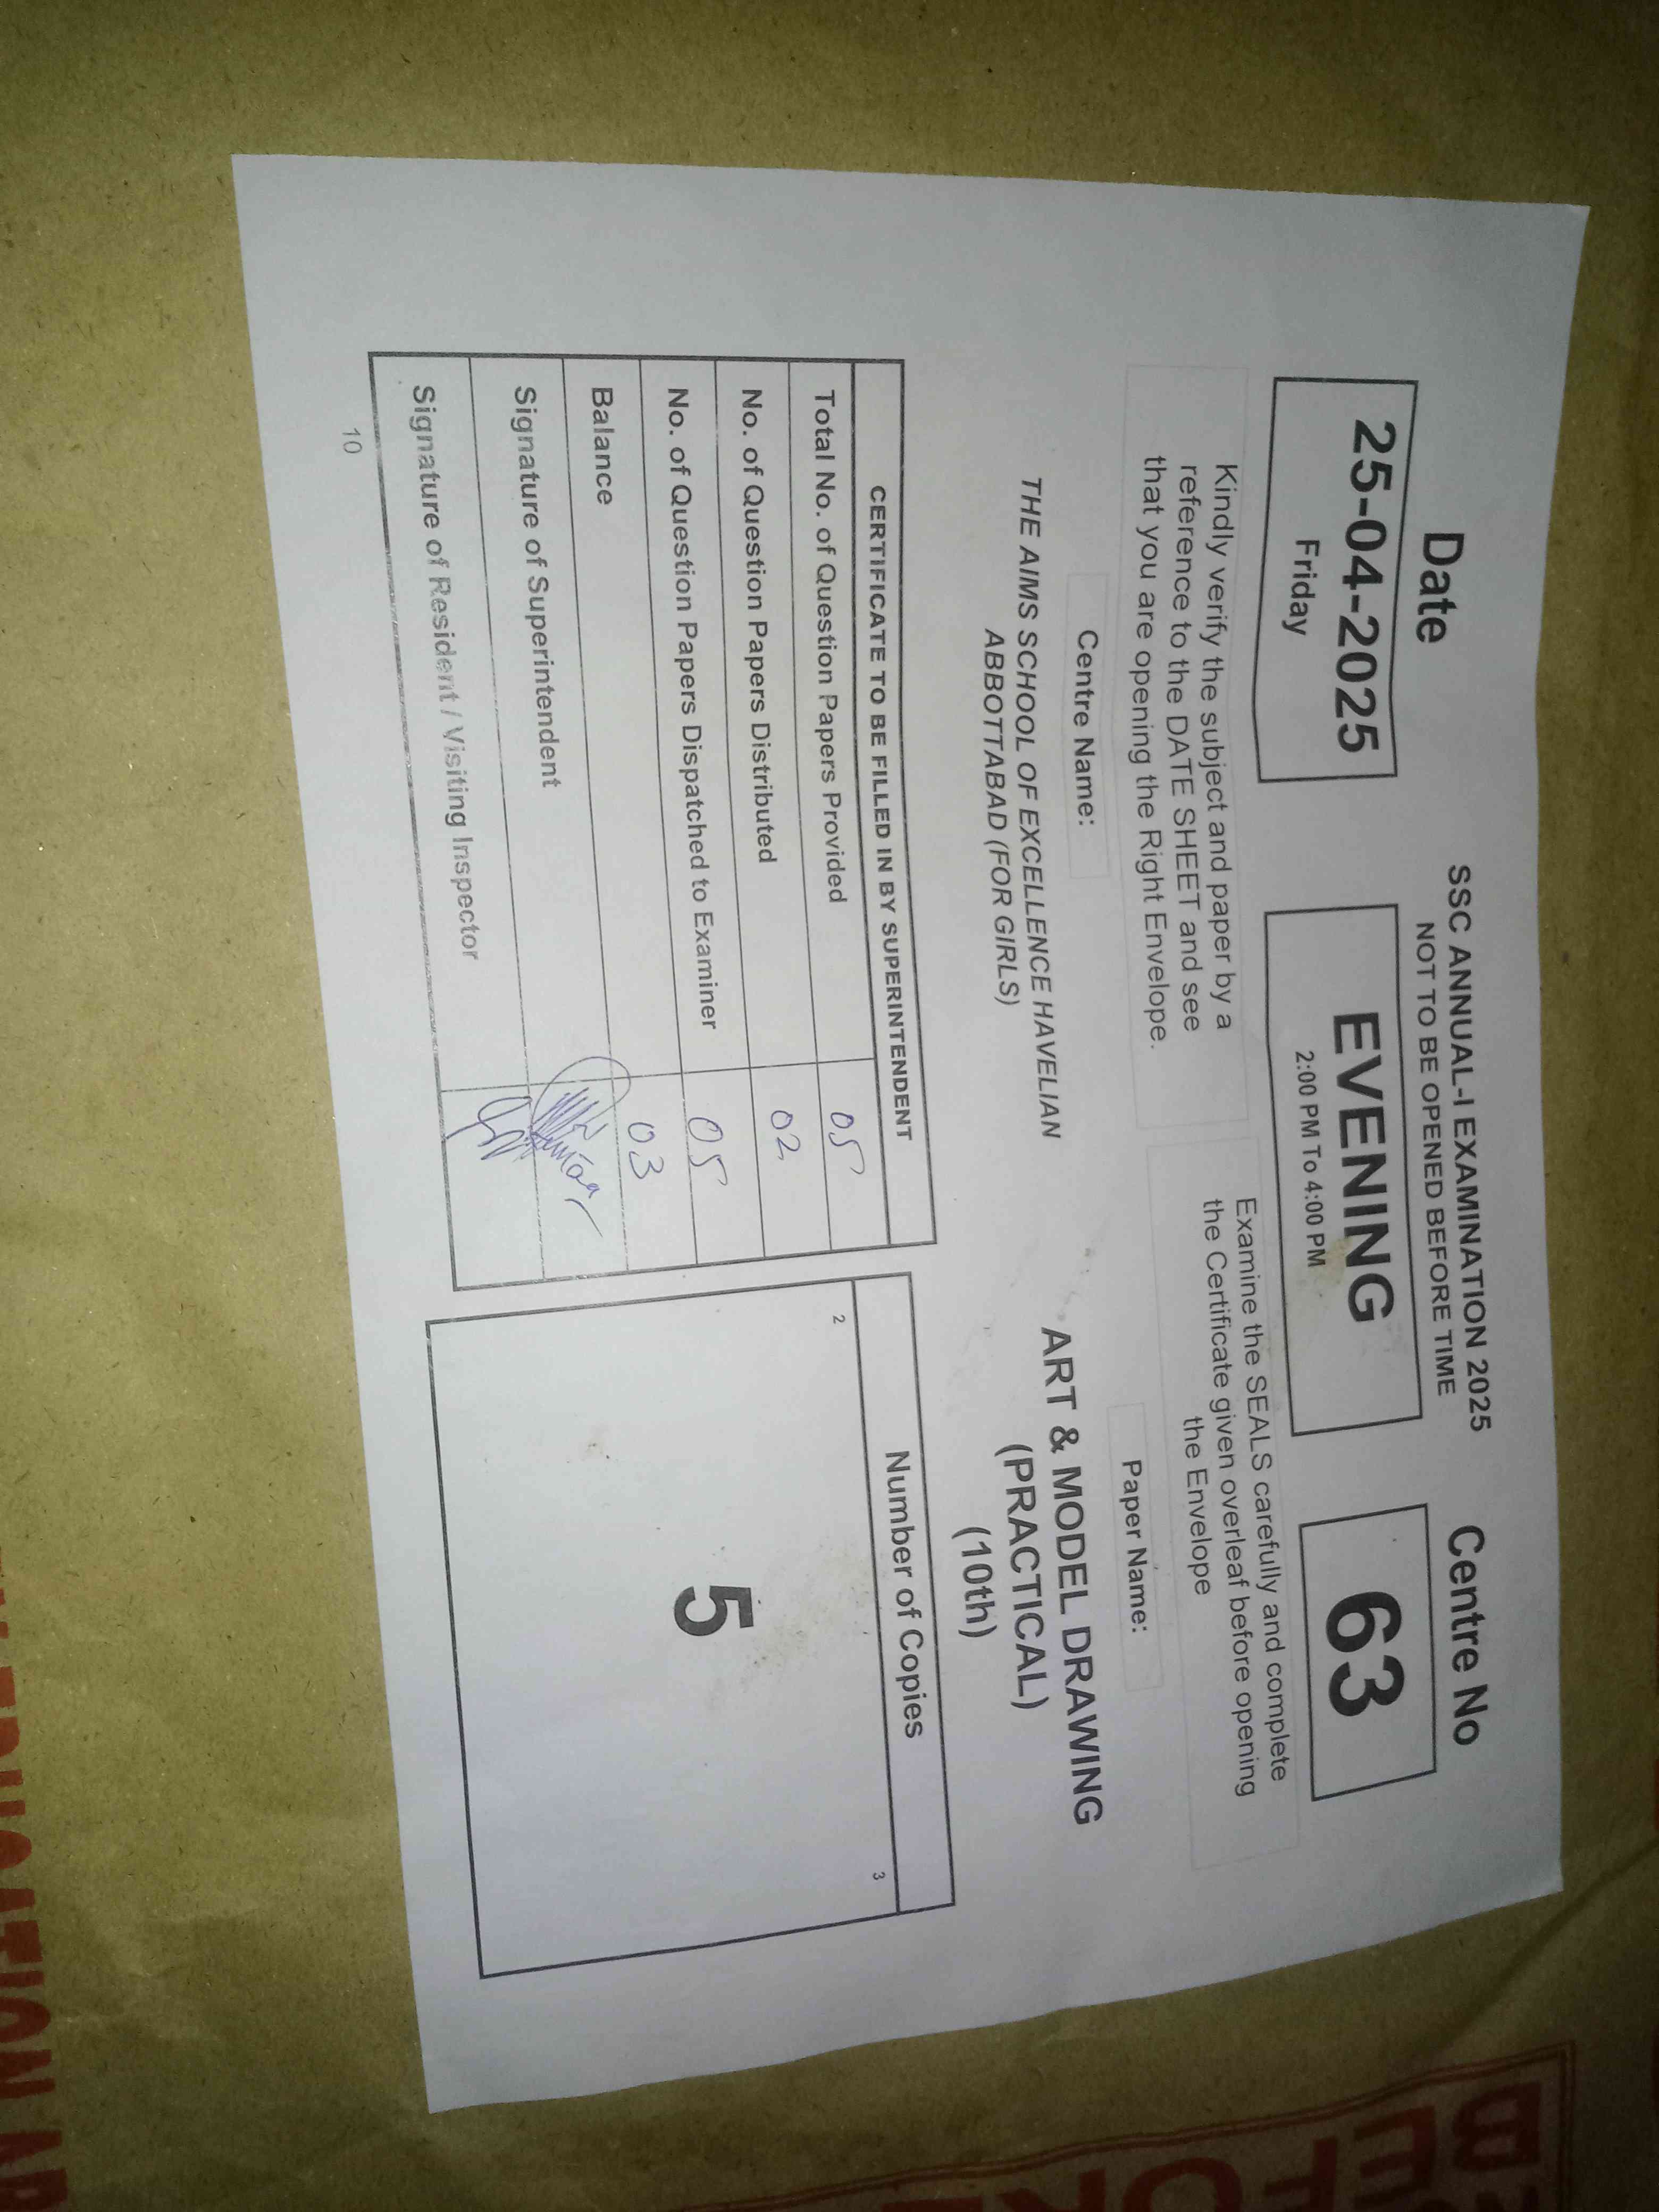 Date
25-04-2025
Friday
SSC ANNUAL-I EXAMINATION 2025
NOT TO BE OPENED BEFORE TIME
EVENING
2:00 PM To 4:00 PM
Centre No
63
Kindly verify the subject and paper by a
reference to the DATE SHEET and see
that you are opening the Right Envelope.
Examine the SEALS carefully and complete
the Certificate given overleaf before opening
the Envelope
Centre Name:
THE AIMS SCHOOL OF EXCELLENCE HAVELIAN
ABBOTTABAD (FOR GIRLS)
Paper Name:
ART & MODEL DRAWING
(PRACTICAL)
(10th)
CERTIFICATE TO BE FILLED IN BY SUPERINTENDENT
Total No. of Question Papers Provided 05
No. of Question Papers Distributed 02
No. of Question Papers Dispatched to Examiner 05
Balance 03
Signature of Superintendent
Signature of Resident / Visiting Inspector
10
Number of Copies
2
3
5